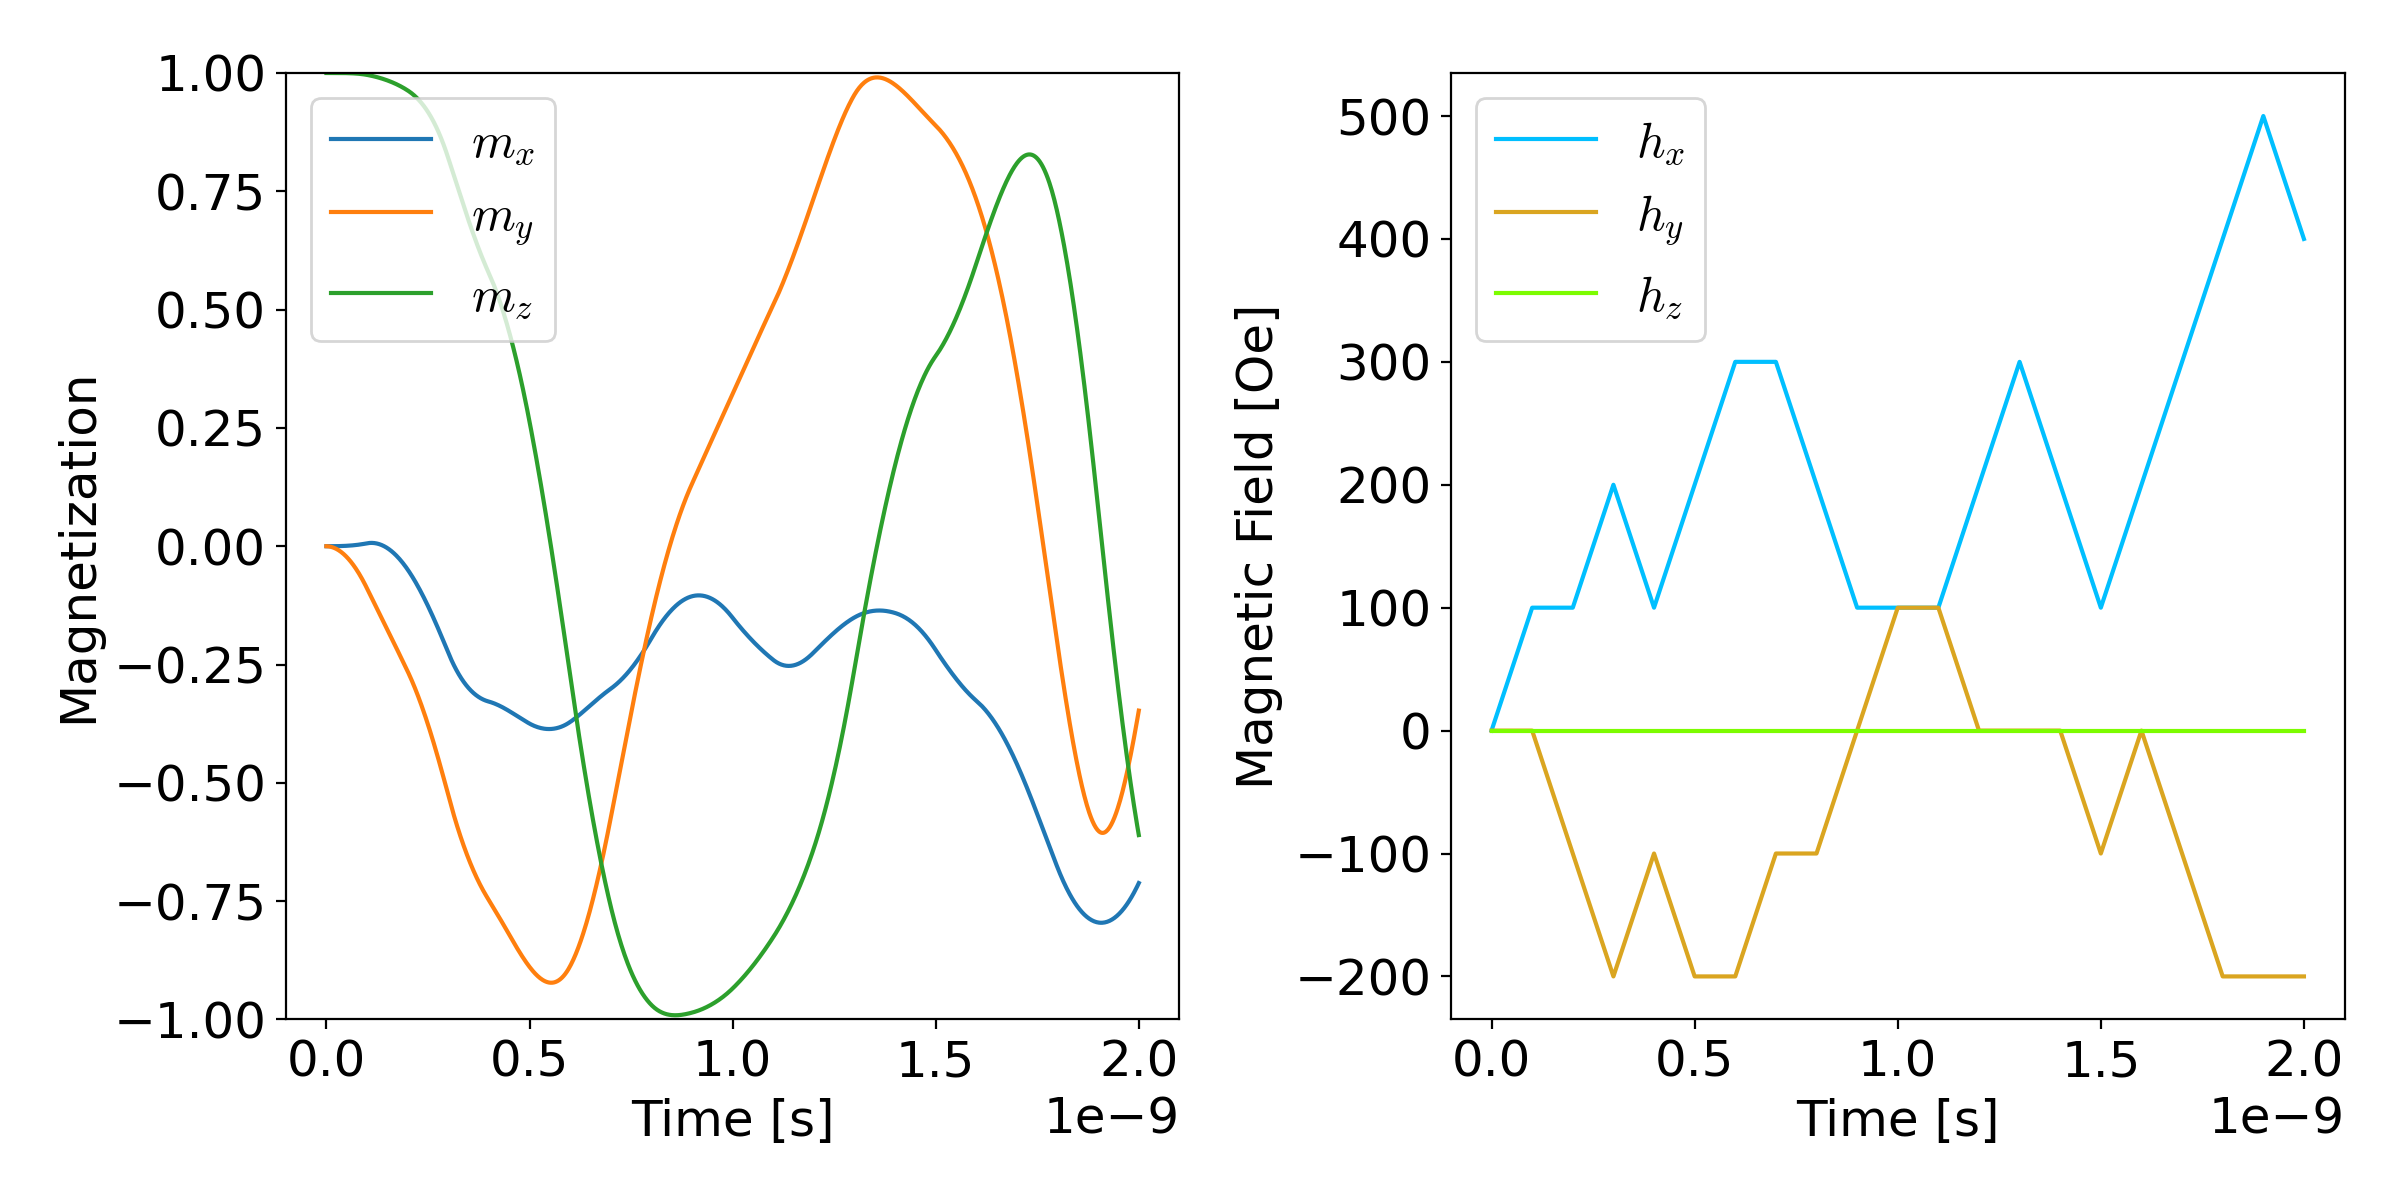 1.00
0.75
0.50
0.25
0.00
−0.25
−0.50
−0.75
−1.00
Magnetization
m_x
m_y
m_z
0.0 0.5 1.0 1.5 2.0
Time [s]
1e−9
500
400
300
200
100
0
−100
−200
Magnetic Field [Oe]
h_x
h_y
h_z
0.0 0.5 1.0 1.5 2.0
Time [s]
1e−9